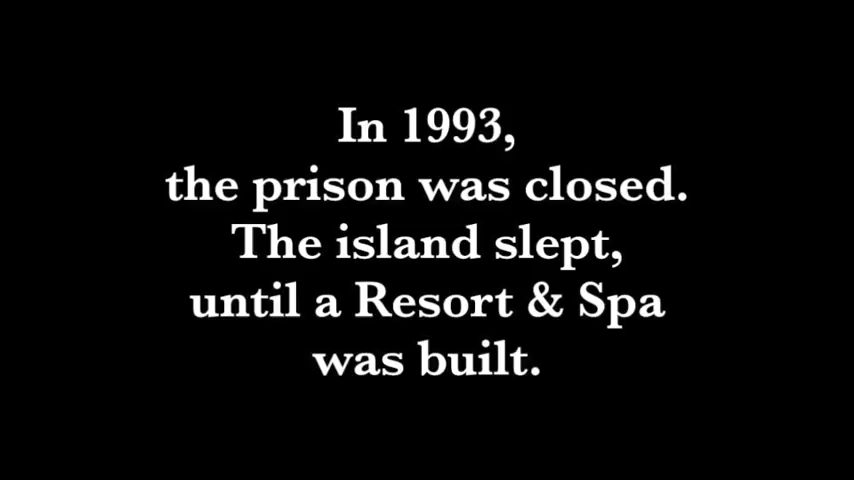 In 1993,
the prison was closed.
The island slept,
until a Resort & Spa
was built.